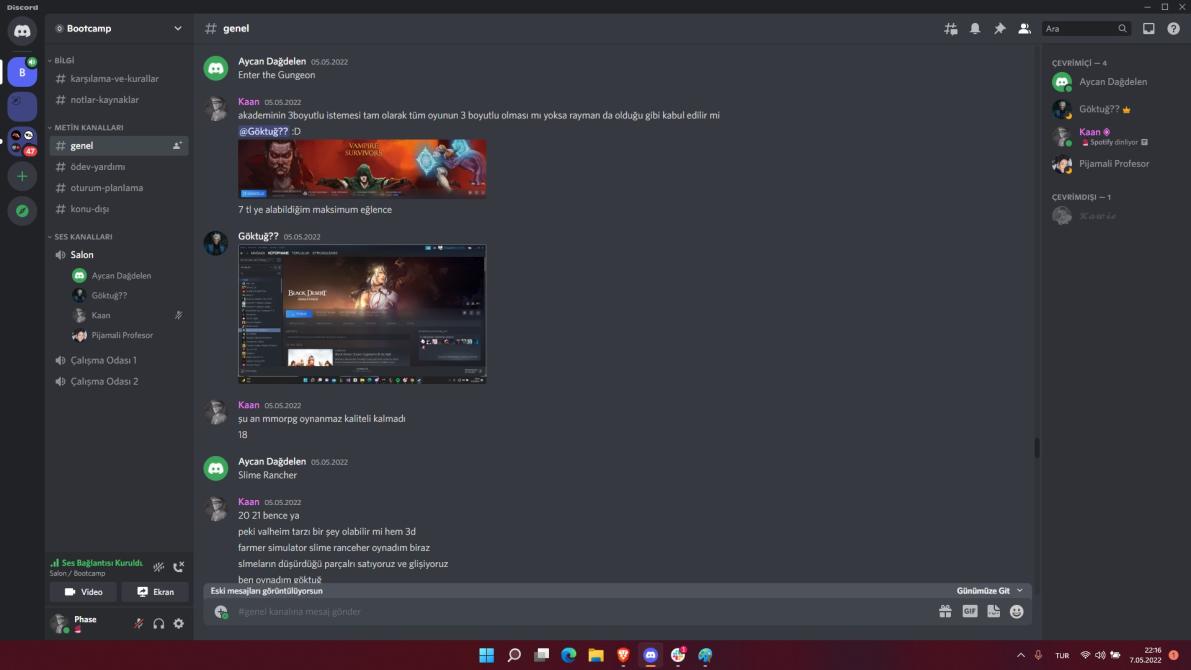 Discord
Bootcamp
BİLGİ
# karşılama-ve-kurallar
# notlar-kaynaklar
METİN KANALLARI
# genel
# ödev-yardımı
# oturum-planlama
# konu-dışı
SES KANALLARI
Salon
Aycan Dağdelen
Göktuğ??
Kaan
Pijamali Profesor
Çalışma Odası 1
Çalışma Odası 2
Ses Bağlantısı Kuruldu.
Salon / Bootcamp
Video
Ekran
Phase
B
47
# genel
Ara
Aycan Dağdelen 05.05.2022
Enter the Gungeon
Kaan 05.05.2022
akademinin 3boyutlu istemesi tam olarak tüm oyunun 3 boyutlu olması mı yoksa rayman da olduğu gibi kabul edilir mi
@Göktuğ?? :D
VAMPIRE
SURVIVORS
7 tl ye alabildiğim maksimum eğlence
Göktuğ?? 05.05.2022
BLACK DESERT
Kaan 05.05.2022
şu an mmorpg oynanmaz kaliteli kalmadı
18
Aycan Dağdelen 05.05.2022
Slime Rancher
Kaan 05.05.2022
20 21 bence ya
peki valheim tarzı bir şey olabilir mi hem 3d
farmer simulator slime ranceher oynadım biraz
slmeların düşürdüğü parçalrı satıyoruz ve glişiyoruz
ben oynadım göktuğ
Eski mesajları görüntülüyorsun
Günümüze Git
#genel kanalına mesaj gönder
GIF
ÇEVRİMİÇİ — 4
Aycan Dağdelen
Göktuğ??
Kaan
Spotify dinliyor
Pijamali Profesor
ÇEVRİMDIŞI — 1
Kawie
TUR
22:16
7.05.2022
1